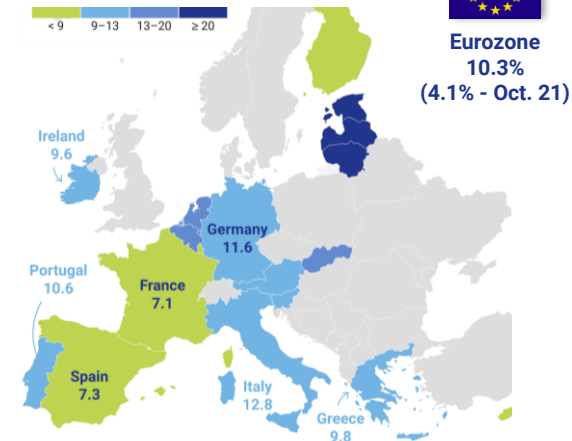 < 9
9–13
13–20
≥ 20
Eurozone
10.3%
(4.1% - Oct. 21)
Ireland
9.6
Germany
11.6
Portugal
10.6
France
7.1
Spain
7.3
Italy
12.8
Greece
9.8